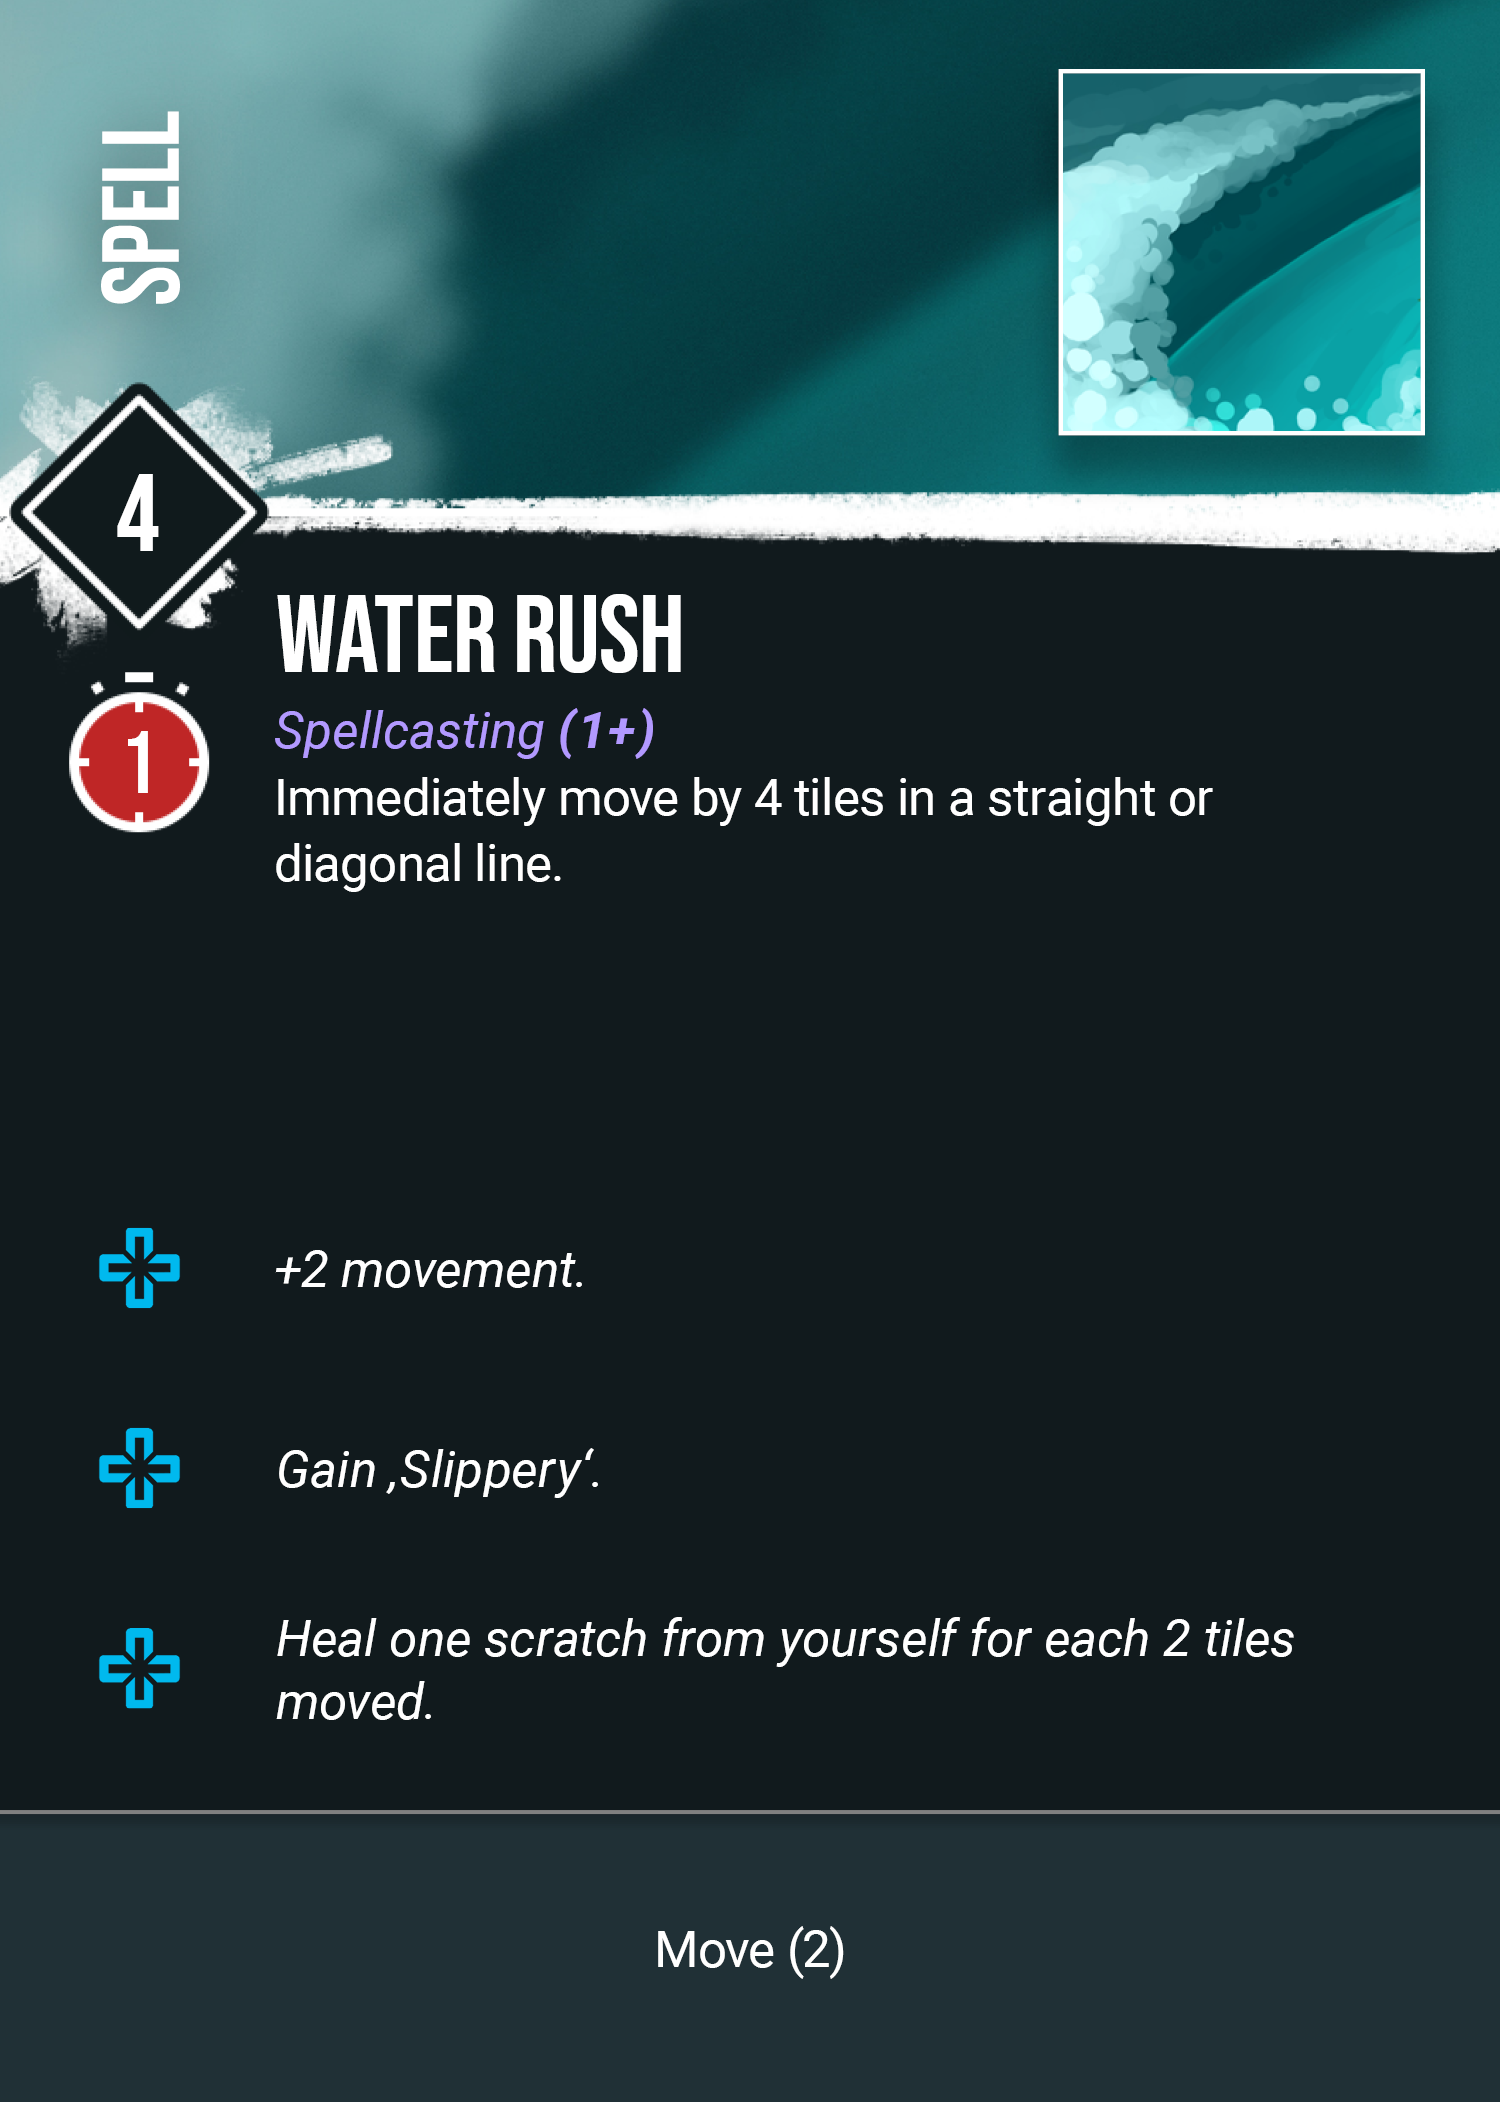 SPELL
4
WATER RUSH
1
Spellcasting (1+)
Immediately move by 4 tiles in a straight or
diagonal line.
+2 movement.
Gain ‚Slippery‘.
Heal one scratch from yourself for each 2 tiles
moved.
Move (2)